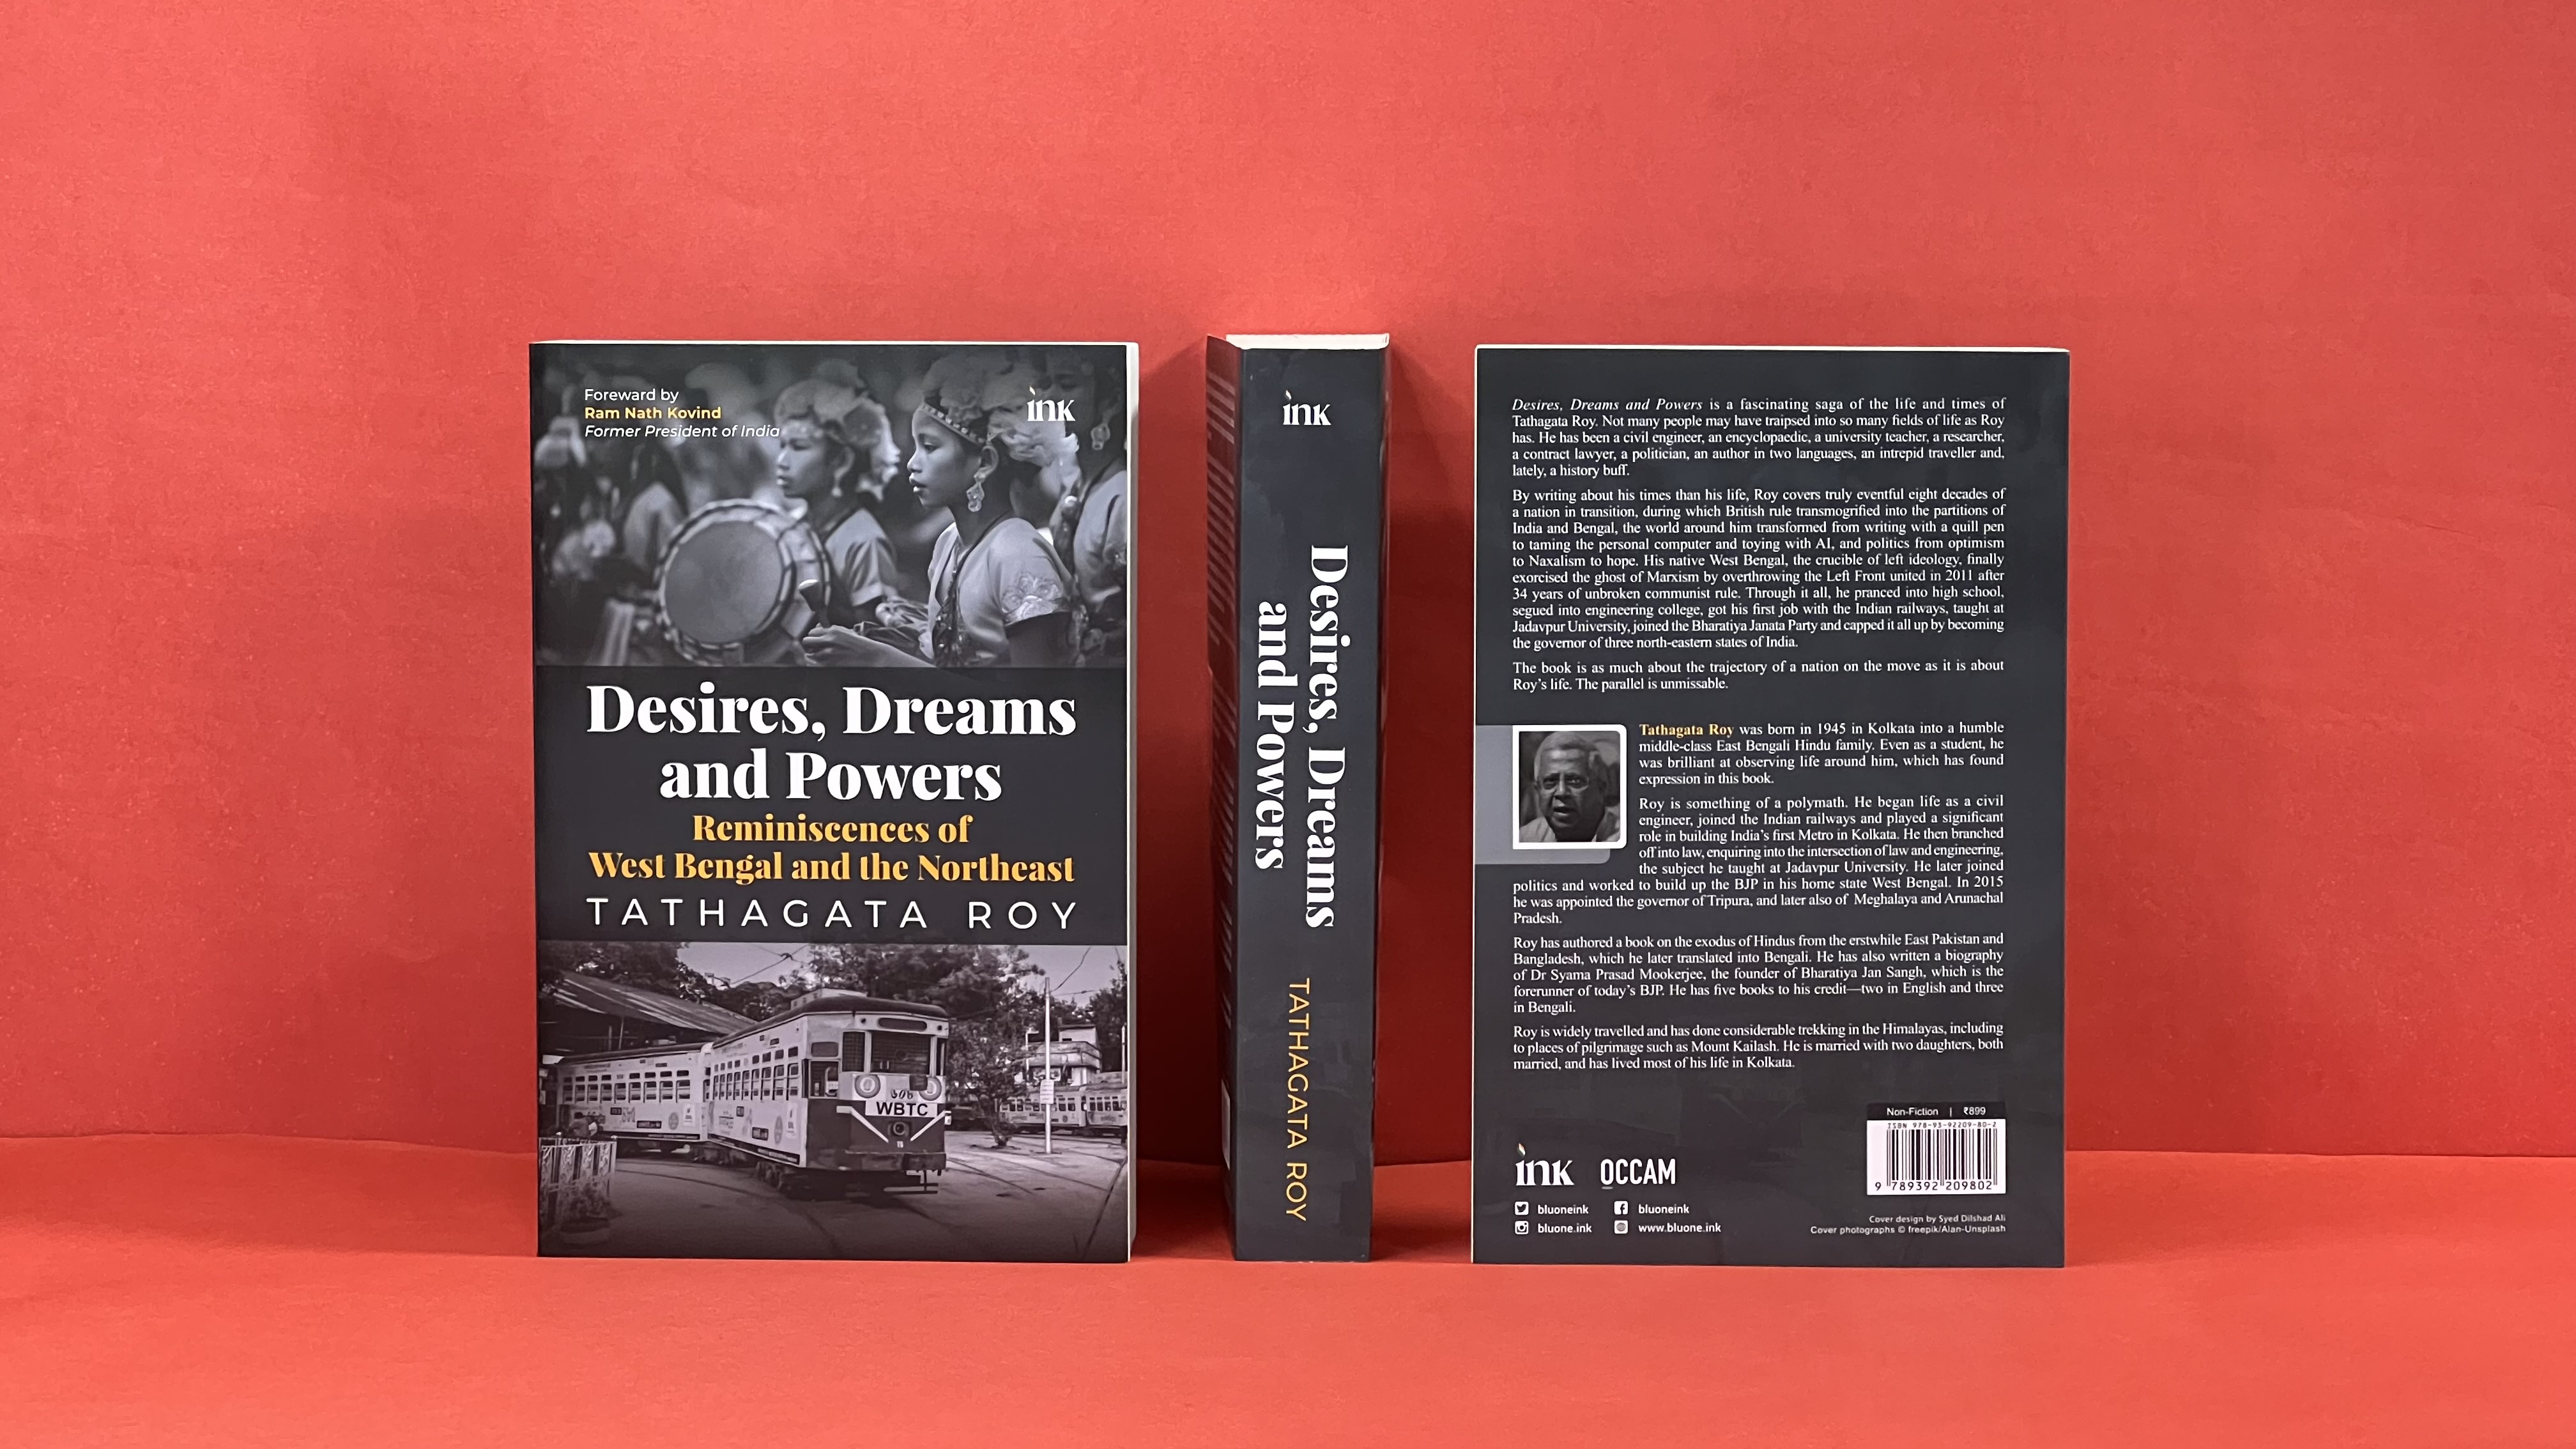 Foreward by
Ram Nath Kovind
Former President of India
ink
Desires, Dreams
and Powers
Reminiscences of
West Bengal and the Northeast
TATHAGATA ROY
WBTC
ink
Desires, Dreams
and Powers
TATHAGATA ROY
Desires, Dreams and Powers is a fascinating saga of the life and times of
Tathagata Roy. Not many people may have traipsed into so many fields of life as Roy
has. He has been a civil engineer, an encyclopaedic, a university teacher, a researcher,
a contract lawyer, a politician, an author in two languages, an intrepid traveller and,
lately, a history buff.
By writing about his times than his life, Roy covers truly eventful eight decades of
a nation in transition, during which British rule transmogrified into the partitions of
India and Bengal, the world around him transformed from writing with a quill pen
to taming the personal computer and toying with AI, and politics from optimism
to Naxalism to hope. His native West Bengal, the crucible of left ideology, finally
exorcised the ghost of Marxism by overthrowing the Left Front united in 2011 after
34 years of unbroken communist rule. Through it all, he pranced into high school,
segued into engineering college, got his first job with the Indian railways, taught at
Jadavpur University, joined the Bharatiya Janata Party and capped it all up by becoming
the governor of three north-eastern states of India.
The book is as much about the trajectory of a nation on the move as it is about
Roy's life. The parallel is unmissable.
Tathagata Roy was born in 1945 in Kolkata into a humble
middle-class East Bengali Hindu family. Even as a student, he
was brilliant at observing life around him, which has found
expression in this book.
Roy is something of a polymath. He began life as a civil
engineer, joined the Indian railways and played a significant
role in building India's first Metro in Kolkata. He then branched
off into law, enquiring into the intersection of law and engineering,
the subject he taught at Jadavpur University. He later joined
politics and worked to build up the BJP in his home state West Bengal. In 2015
he was appointed the governor of Tripura, and later also of Meghalaya and Arunachal
Pradesh.
Roy has authored a book on the exodus of Hindus from the erstwhile East Pakistan and
Bangladesh, which he later translated into Bengali. He has also written a biography
of Dr Syama Prasad Mookerjee, the founder of Bharatiya Jan Sangh, which is the
forerunner of today's BJP. He has five books to his credit—two in English and three
in Bengali.
Roy is widely travelled and has done considerable trekking in the Himalayas, including
to places of pilgrimage such as Mount Kailash. He is married with two daughters, both
married, and has lived most of his life in Kolkata.
Non-Fiction | ₹899
ISBN 978-93-92209-80-2
9 789392 209802
ink OCCAM
bluoneink bluoneink
bluone.ink www.bluone.ink
Cover design by Syed Dilshad Ali
Cover photographs © freepik/Alan-Unsplash